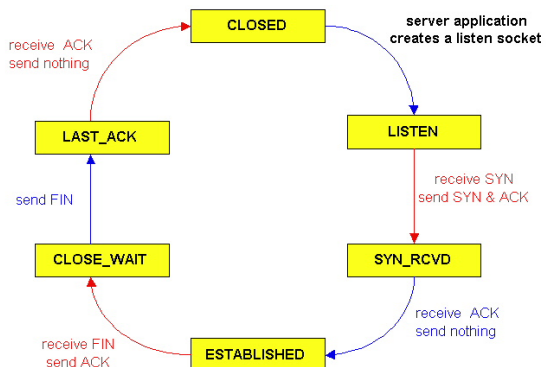 CLOSED
server application
creates a listen socket
receive ACK
send nothing
LAST_ACK
LISTEN
receive SYN
send SYN & ACK
send FIN
CLOSE_WAIT
SYN_RCVD
receive ACK
send nothing
receive FIN
send ACK
ESTABLISHED